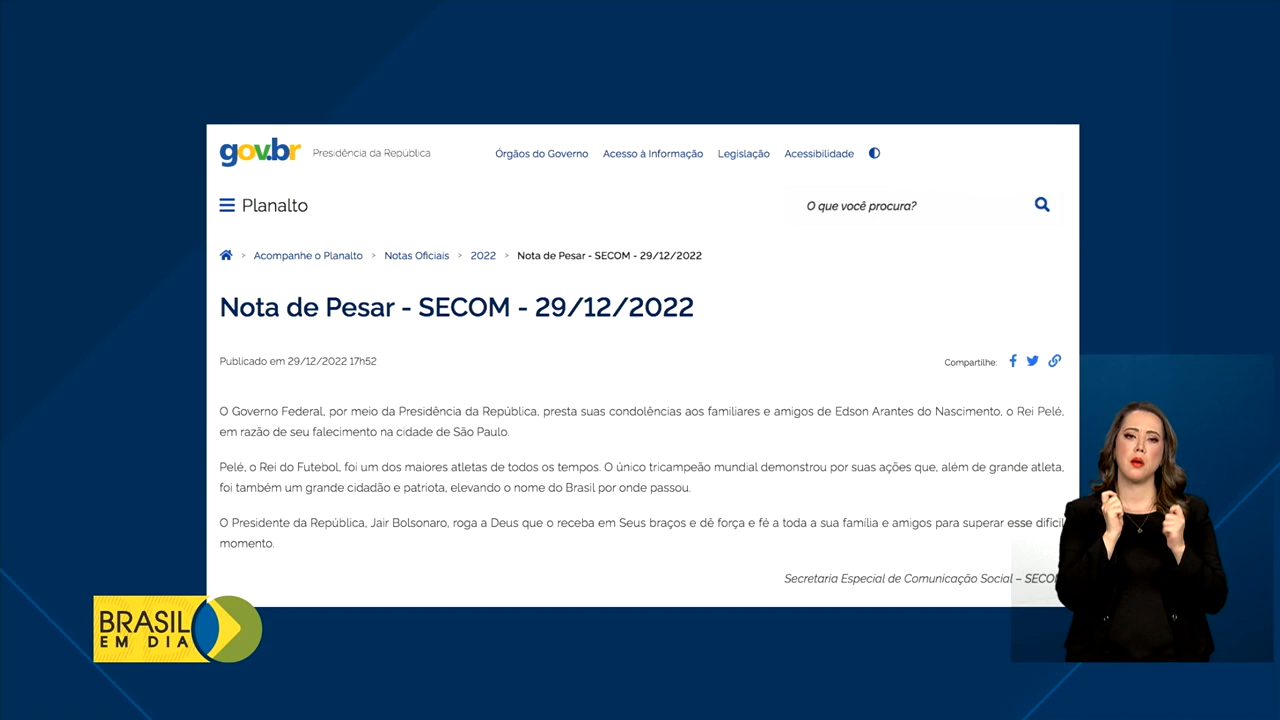 gov.br Presidência da República Órgãos do Governo Acesso à Informação Legislação Acessibilidade
Planalto O que você procura?
> Acompanhe o Planalto > Notas Oficiais > 2022 > Nota de Pesar - SECOM - 29/12/2022
Nota de Pesar - SECOM - 29/12/2022
Publicado em 29/12/2022 17h52 Compartilhe:
O Governo Federal, por meio da Presidência da República, presta suas condolências aos familiares e amigos de Edson Arantes do Nascimento, o Rei Pelé,
em razão de seu falecimento na cidade de São Paulo.
Pelé, o Rei do Futebol, foi um dos maiores atletas de todos os tempos. O único tricampeão mundial demonstrou por suas ações que, além de grande atleta,
foi também um grande cidadão e patriota, elevando o nome do Brasil por onde passou.
O Presidente da República, Jair Bolsonaro, roga a Deus que o receba em Seus braços e dê força e fé a toda a sua família e amigos para superar esse difícil
momento.
Secretaria Especial de Comunicação Social – SECO
BRASIL
EM DIA